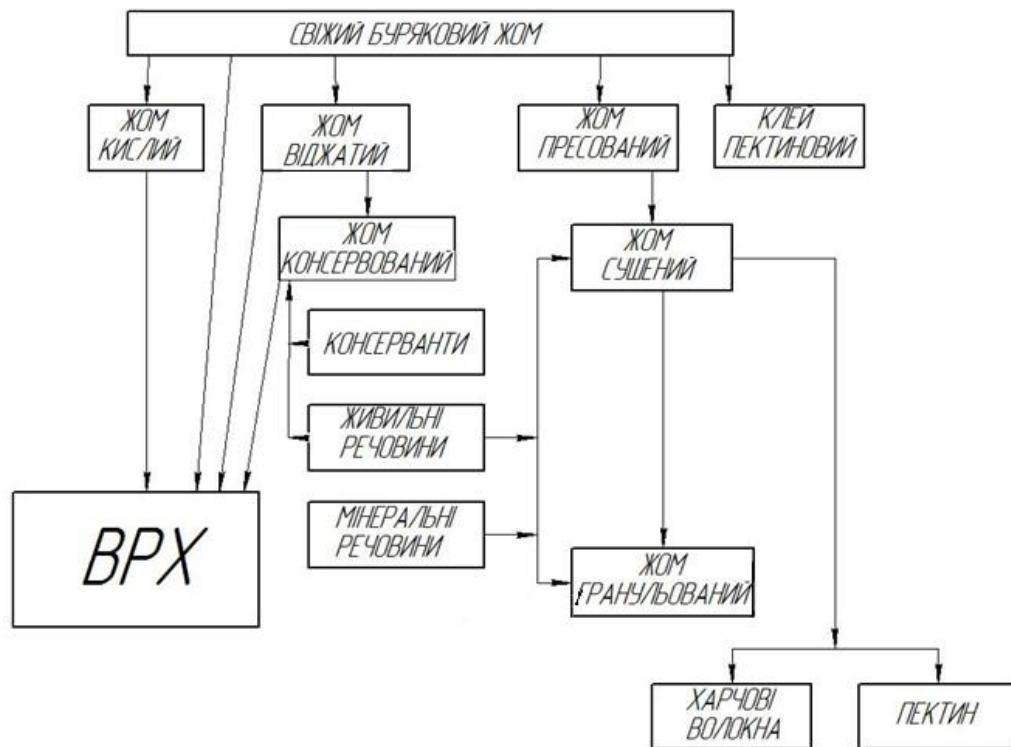 СВІЖИЙ БУРЯКОВИЙ ЖОМ
ЖОМ
КИСЛИЙ
ЖОМ
ВІДЖАТИЙ
ЖОМ
ПРЕСОВАНИЙ
КЛЕЙ
ПЕКТИНОВИЙ
ЖОМ
КОНСЕРВОВАНИЙ
ЖОМ
СУШЕНИЙ
КОНСЕРВАНТИ
ЖИВИЛЬНІ
РЕЧОВИНИ
МІНЕРАЛЬНІ
РЕЧОВИНИ
ВРХ
ЖОМ
ГРАНУЛЬОВАНИЙ
ХАРЧОВІ
ВОЛОКНА
ПЕКТИН